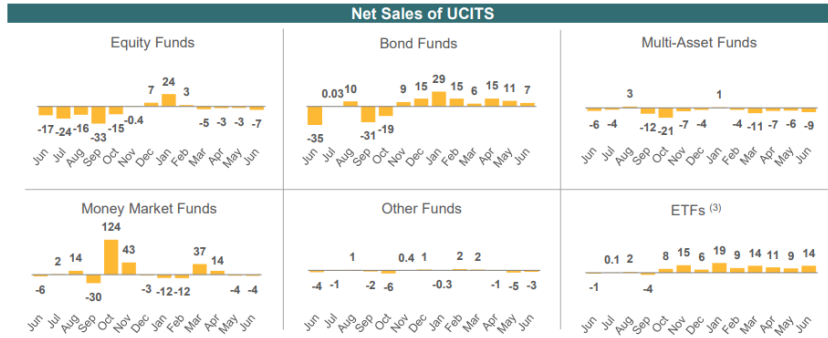 Net Sales of UCITS
Equity Funds
-17 -24 -16 -33 -15 -0.4 7 24 3 -5 -3 -3 -7
Jun Jul Aug Sep Oct Nov Dec Jan Feb Mar Apr May Jun
Bond Funds
-35 0.03 10 -31 -19 9 15 29 15 6 15 11 7
Jun Jul Aug Sep Oct Nov Dec Jan Feb Mar Apr May Jun
Multi-Asset Funds
-6 -4 3 -12 -21 -7 -4 1 -4 -11 -7 -6 -9
Jun Jul Aug Sep Oct Nov Dec Jan Feb Mar Apr May Jun
Money Market Funds
-6 2 14 -30 124 43 -3 -12 -12 37 14 -4 -4
Jun Jul Aug Sep Oct Nov Dec Jan Feb Mar Apr May Jun
Other Funds
-4 -1 1 -2 -6 0.4 1 -0.3 2 2 -1 -5 -3
Jun Jul Aug Sep Oct Nov Dec Jan Feb Mar Apr May Jun
ETFs (3)
-1 0.1 2 -4 8 15 6 19 9 14 11 9 14
Jun Jul Aug Sep Oct Nov Dec Jan Feb Mar Apr May Jun